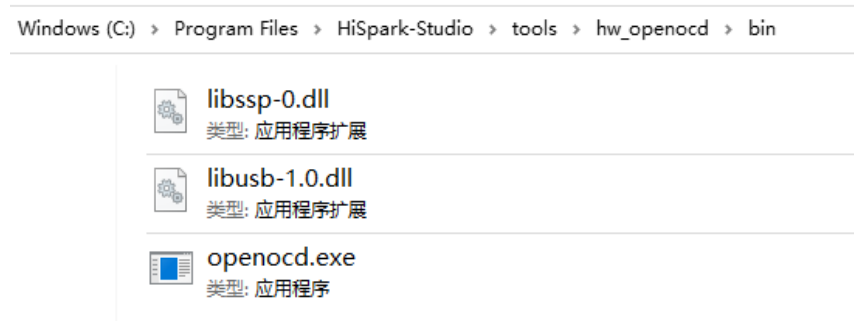 Windows (C:) › Program Files › HiSpark-Studio › tools › hw_openocd › bin
libssp-0.dll
类型: 应用程序扩展
libusb-1.0.dll
类型: 应用程序扩展
openocd.exe
类型: 应用程序